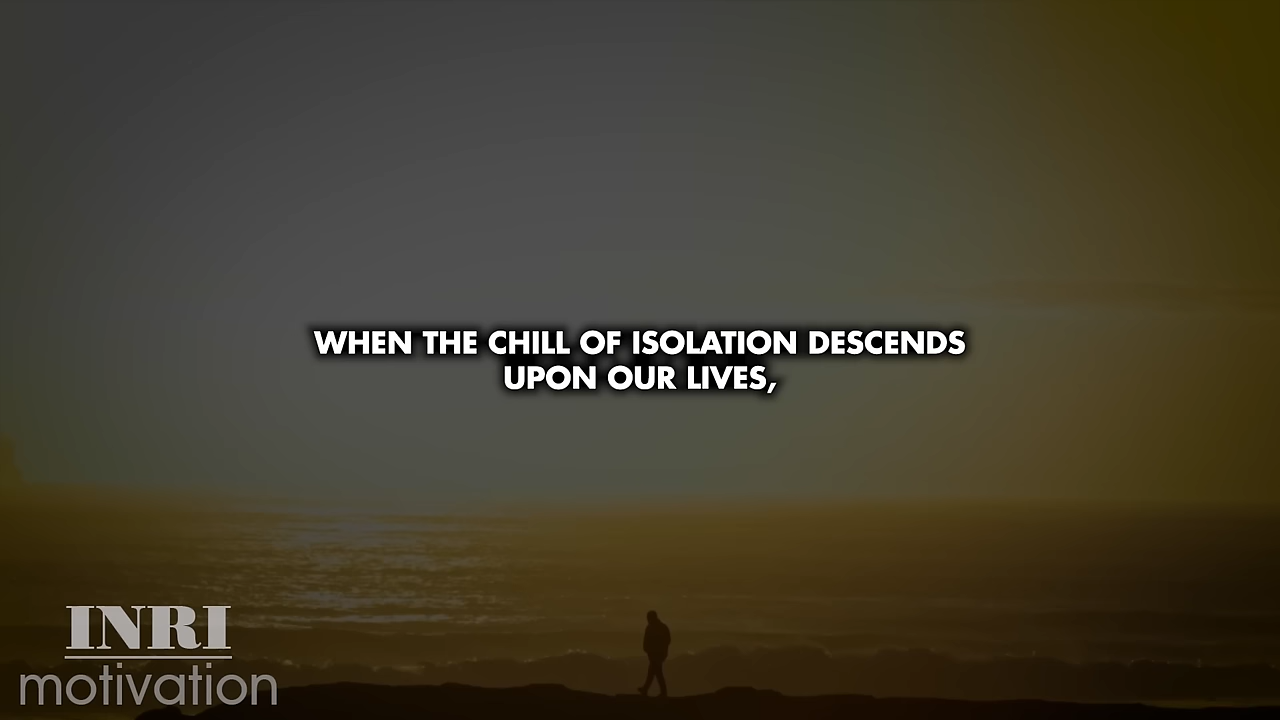 WHEN THE CHILL OF ISOLATION DESCENDS
UPON OUR LIVES,
INRI
motivation